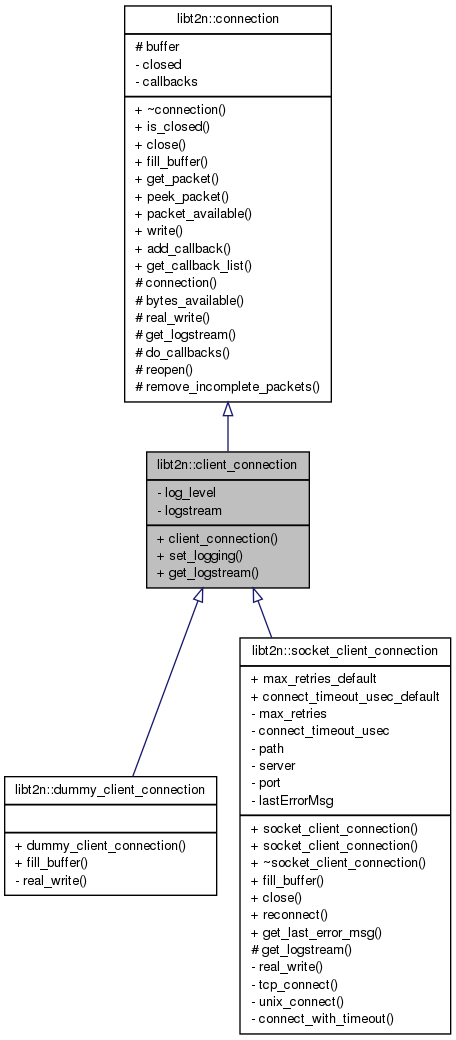 libt2n::connection
# buffer
- closed
- callbacks
+ ~connection()
+ is_closed()
+ close()
+ fill_buffer()
+ get_packet()
+ peek_packet()
+ packet_available()
+ write()
+ add_callback()
+ get_callback_list()
# connection()
# bytes_available()
# real_write()
# get_logstream()
# do_callbacks()
# reopen()
# remove_incomplete_packets()
libt2n::client_connection
- log_level
- logstream
+ client_connection()
+ set_logging()
+ get_logstream()
libt2n::dummy_client_connection
+ dummy_client_connection()
+ fill_buffer()
- real_write()
libt2n::socket_client_connection
+ max_retries_default
+ connect_timeout_usec_default
- max_retries
- connect_timeout_usec
- path
- server
- port
- lastErrorMsg
+ socket_client_connection()
+ socket_client_connection()
+ ~socket_client_connection()
+ fill_buffer()
+ close()
+ reconnect()
+ get_last_error_msg()
# get_logstream()
- real_write()
- tcp_connect()
- unix_connect()
- connect_with_timeout()